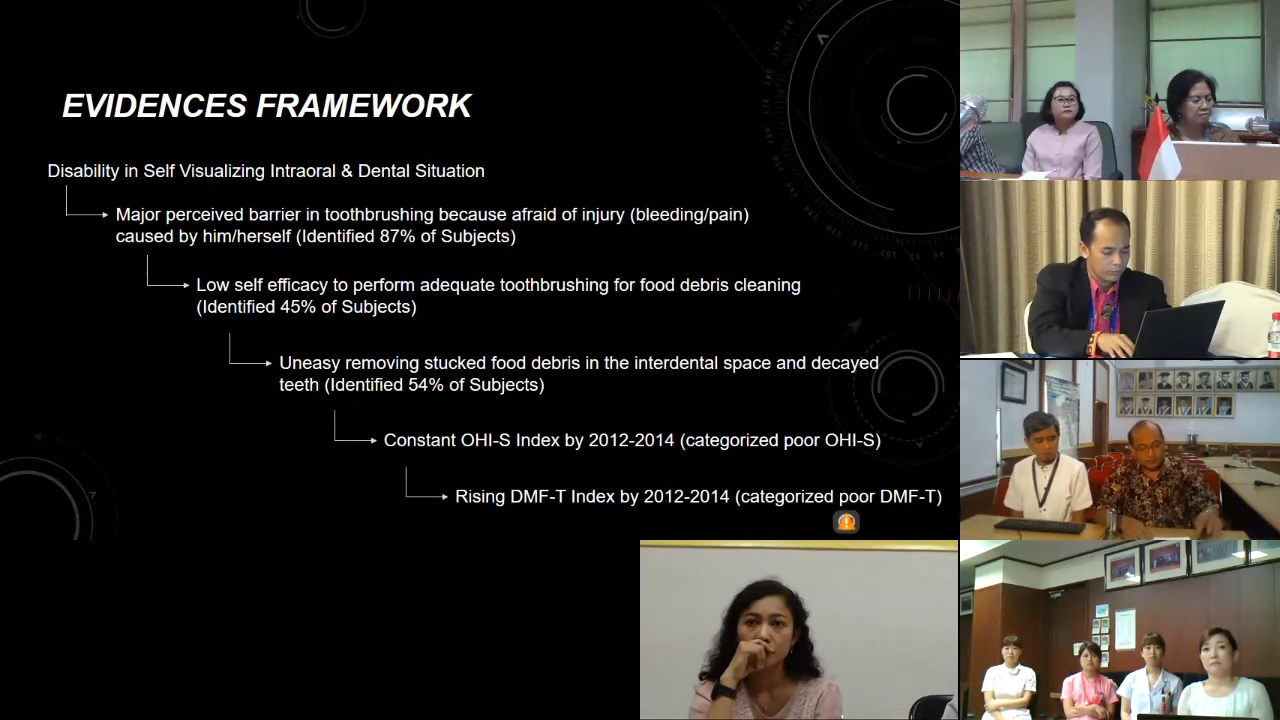 EVIDENCES FRAMEWORK
Disability in Self Visualizing Intraoral & Dental Situation
Major perceived barrier in toothbrushing because afraid of injury (bleeding/pain)
caused by him/herself (Identified 87% of Subjects)
Low self efficacy to perform adequate toothbrushing for food debris cleaning
(Identified 45% of Subjects)
Uneasy removing stucked food debris in the interdental space and decayed
teeth (Identified 54% of Subjects)
Constant OHI-S Index by 2012-2014 (categorized poor OHI-S)
Rising DMF-T Index by 2012-2014 (categorized poor DMF-T)